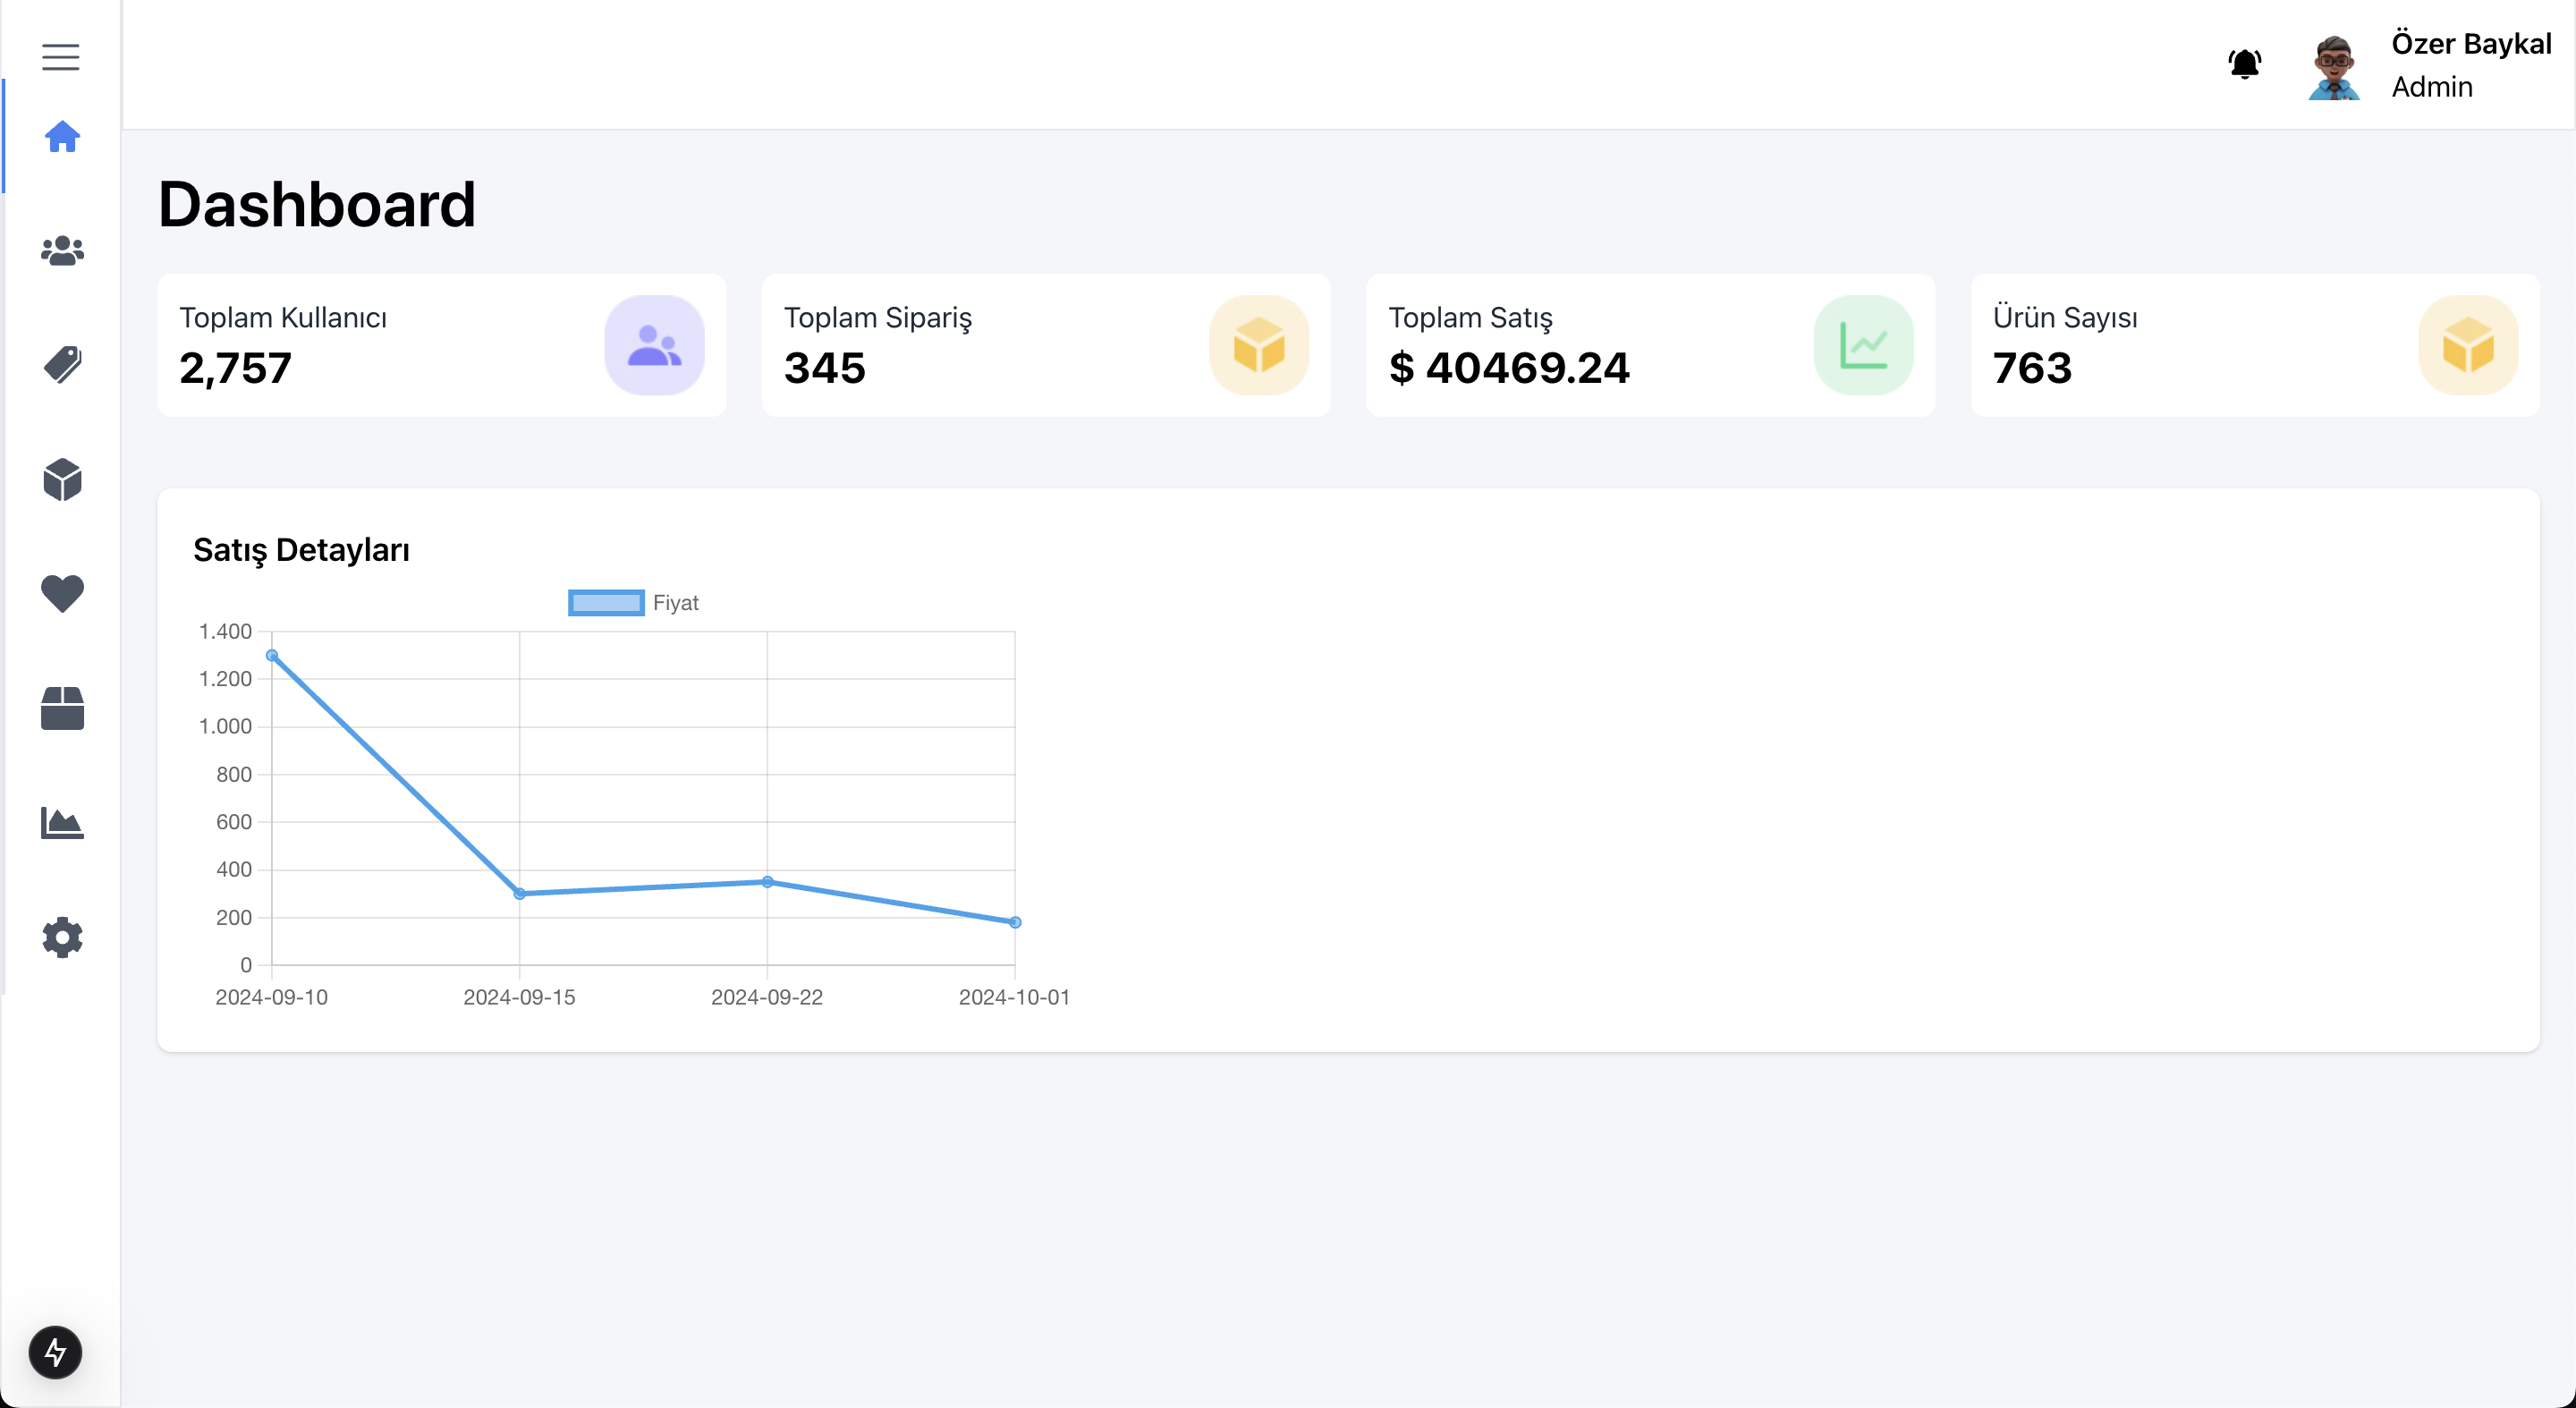 Özer Baykal
Admin
Dashboard
Toplam Kullanıcı
2,757
Toplam Sipariş
345
Toplam Satış
$ 40469.24
Ürün Sayısı
763
Satış Detayları
Fiyat
1.400
1.200
1.000
800
600
400
200
0
2024-09-10 2024-09-15 2024-09-22 2024-10-01